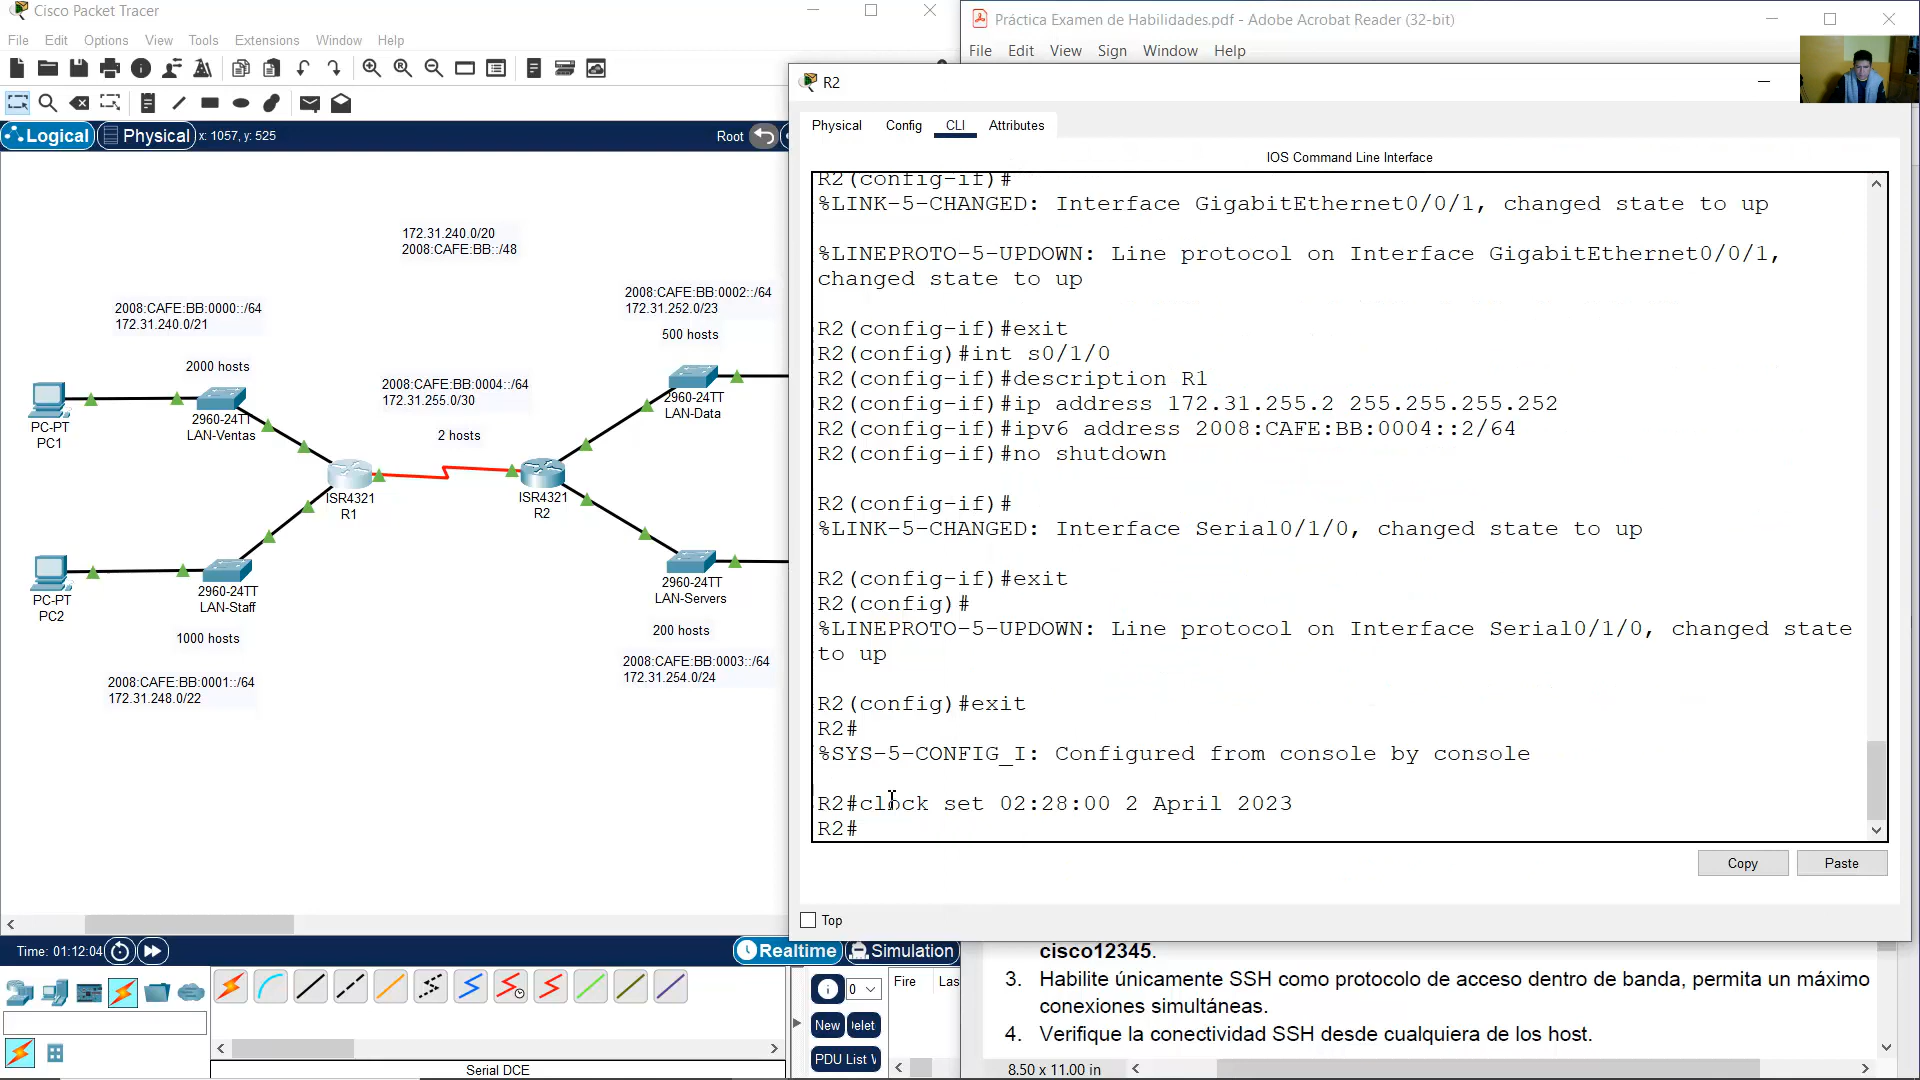 Cisco Packet Tracer
File Edit Options View Tools Extensions Window Help
Logical Physical x: 1057, y: 525
Root
172.31.240.0/20
2008:CAFE:BB::/48
2008:CAFE:BB:0000::/64
172.31.240.0/21
2000 hosts
2008:CAFE:BB:0002::/64
172.31.252.0/23
500 hosts
2008:CAFE:BB:0004::/64
172.31.255.0/30
2 hosts
PC-PT
PC1
2960-24TT
LAN-Ventas
2960-24TT
LAN-Data
ISR4321
R1
ISR4321
R2
PC-PT
PC2
2960-24TT
LAN-Staff
1000 hosts
2008:CAFE:BB:0001::/64
172.31.248.0/22
2960-24TT
LAN-Servers
200 hosts
2008:CAFE:BB:0003::/64
172.31.254.0/24
Time: 01:12:04
Realtime Simulation
0
Fire Las
New elet
PDU List
Serial DCE
Práctica Examen de Habilidades.pdf - Adobe Acrobat Reader (32-bit)
File Edit View Sign Window Help
R2
Physical Config CLI Attributes
IOS Command Line Interface
R2(config-if)#
%LINK-5-CHANGED: Interface GigabitEthernet0/0/1, changed state to up
%LINEPROTO-5-UPDOWN: Line protocol on Interface GigabitEthernet0/0/1,
changed state to up
R2(config-if)#exit
R2(config)#int s0/1/0
R2(config-if)#description R1
R2(config-if)#ip address 172.31.255.2 255.255.255.252
R2(config-if)#ipv6 address 2008:CAFE:BB:0004::2/64
R2(config-if)#no shutdown
R2(config-if)#
%LINK-5-CHANGED: Interface Serial0/1/0, changed state to up
R2(config-if)#exit
R2(config)#
%LINEPROTO-5-UPDOWN: Line protocol on Interface Serial0/1/0, changed state
to up
R2(config)#exit
R2#
%SYS-5-CONFIG_I: Configured from console by console
R2#clock set 02:28:00 2 April 2023
R2#
Copy Paste
Top
cisco12345.
3. Habilite únicamente SSH como protocolo de acceso dentro de banda, permita un máximo
conexiones simultáneas.
4. Verifique la conectividad SSH desde cualquiera de los host.
8.50 x 11.00 in